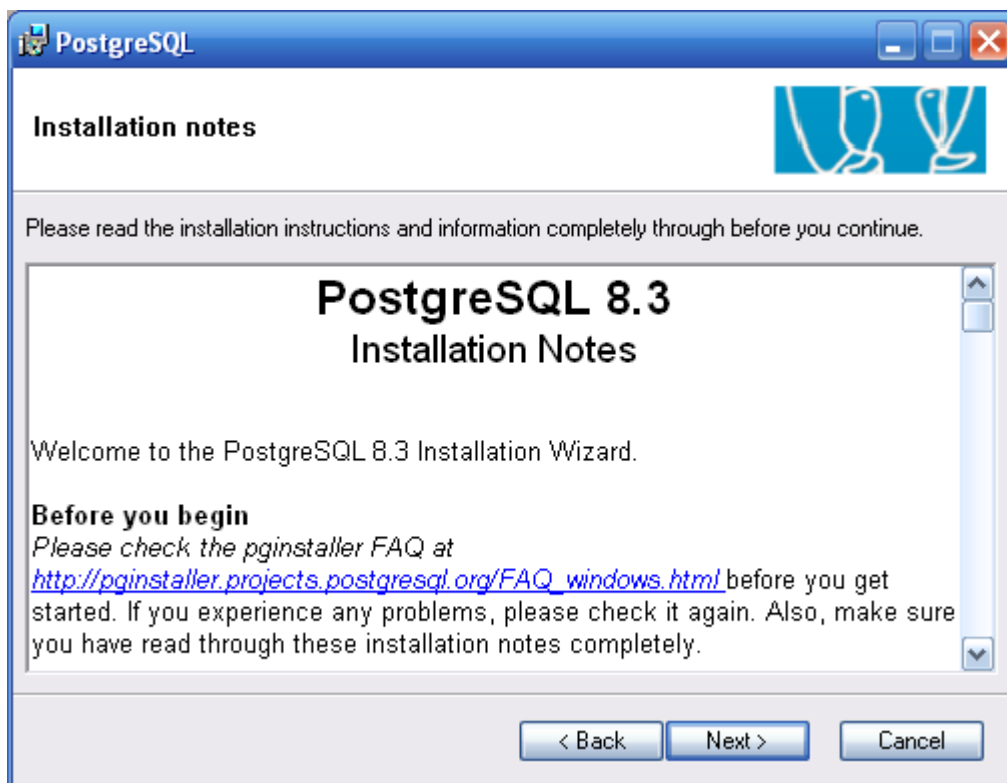 PostgreSQL
Installation notes
Please read the installation instructions and information completely through before you continue.
PostgreSQL 8.3
Installation Notes
Welcome to the PostgreSQL 8.3 Installation Wizard.
Before you begin
Please check the pginstaller FAQ at
http://pginstaller.projects.postgresql.org/FAQ_windows.html before you get
started. If you experience any problems, please check it again. Also, make sure
you have read through these installation notes completely.
< Back Next > Cancel